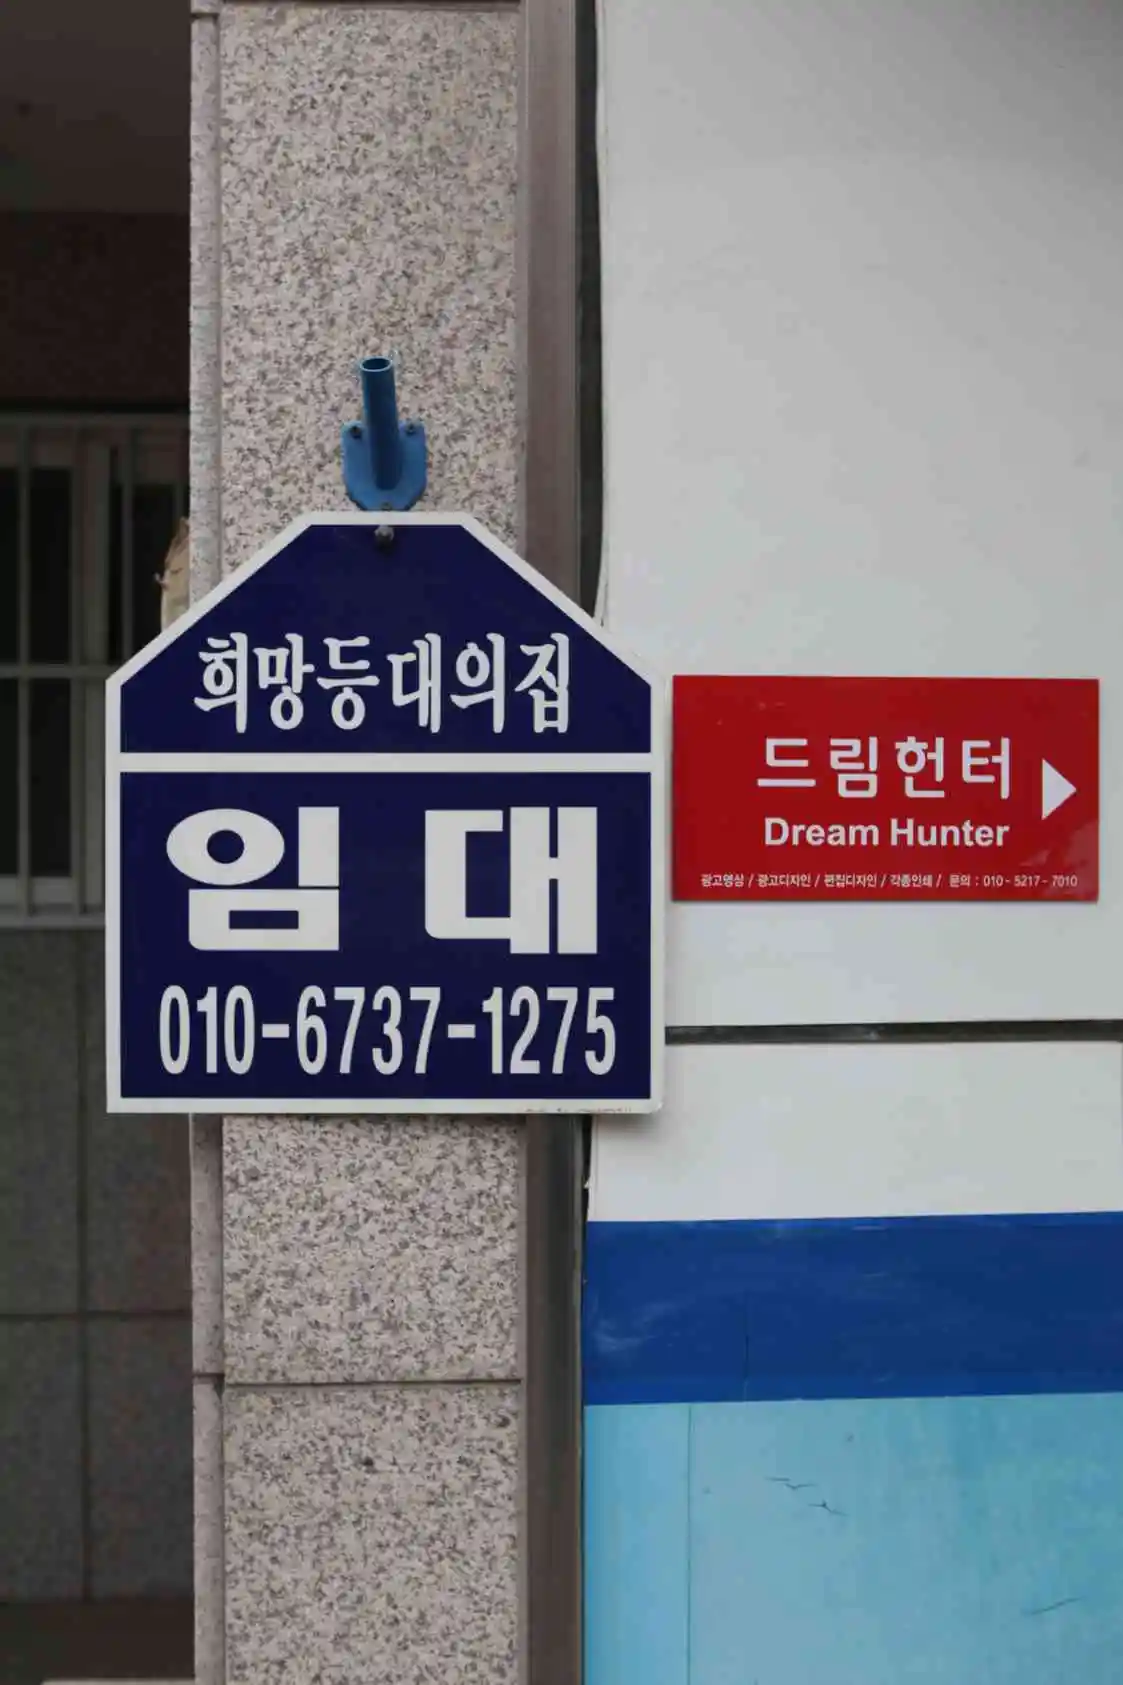 희망등대의집
임대
010-6737-1275
드림헌터
Dream Hunter
광고영상 / 광고디자인 / 편집디자인 / 각종인쇄 / 문의 : 010 - 5217 - 7010